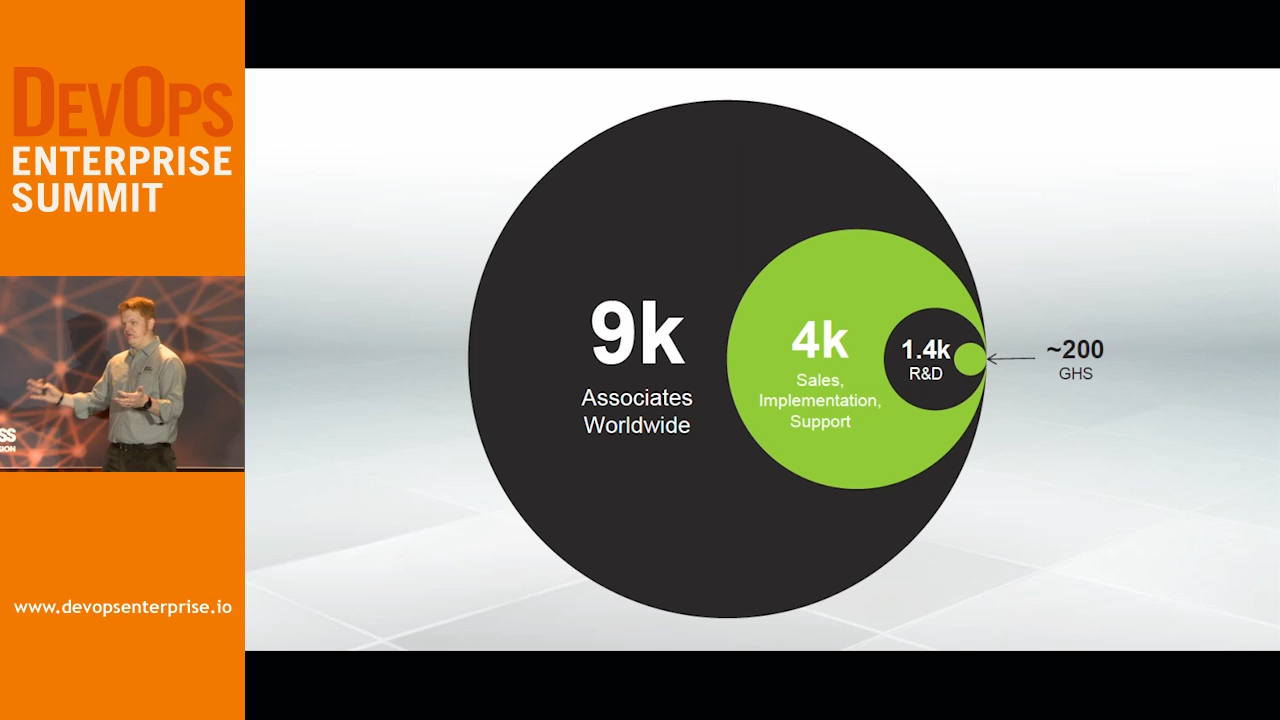 DEVOPS
ENTERPRISE
SUMMIT
www.devopsenterprise.io
9k
Associates
Worldwide
4k
Sales,
Implementation,
Support
1.4k
R&D
~200
GHS